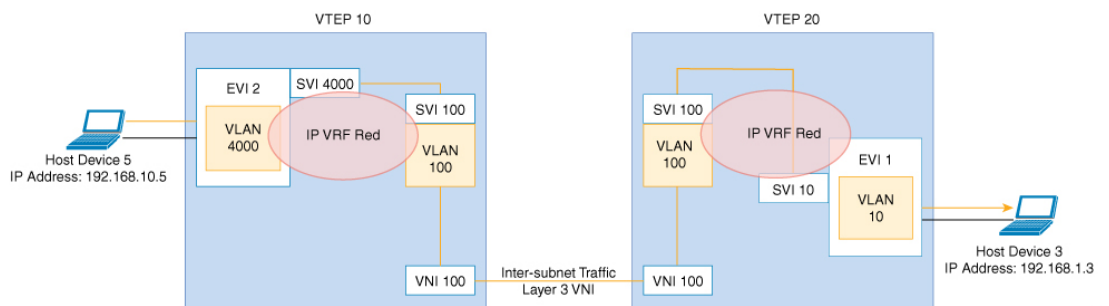 VTEP 10
VTEP 20
EVI 2
SVI 4000
VLAN
4000
IP VRF Red
SVI 100
VLAN
100
VNI 100
Host Device 5
IP Address: 192.168.10.5
Inter-subnet Traffic
Layer 3 VNI
SVI 100
VLAN
100
VNI 100
IP VRF Red
SVI 10
EVI 1
VLAN
10
Host Device 3
IP Address: 192.168.1.3